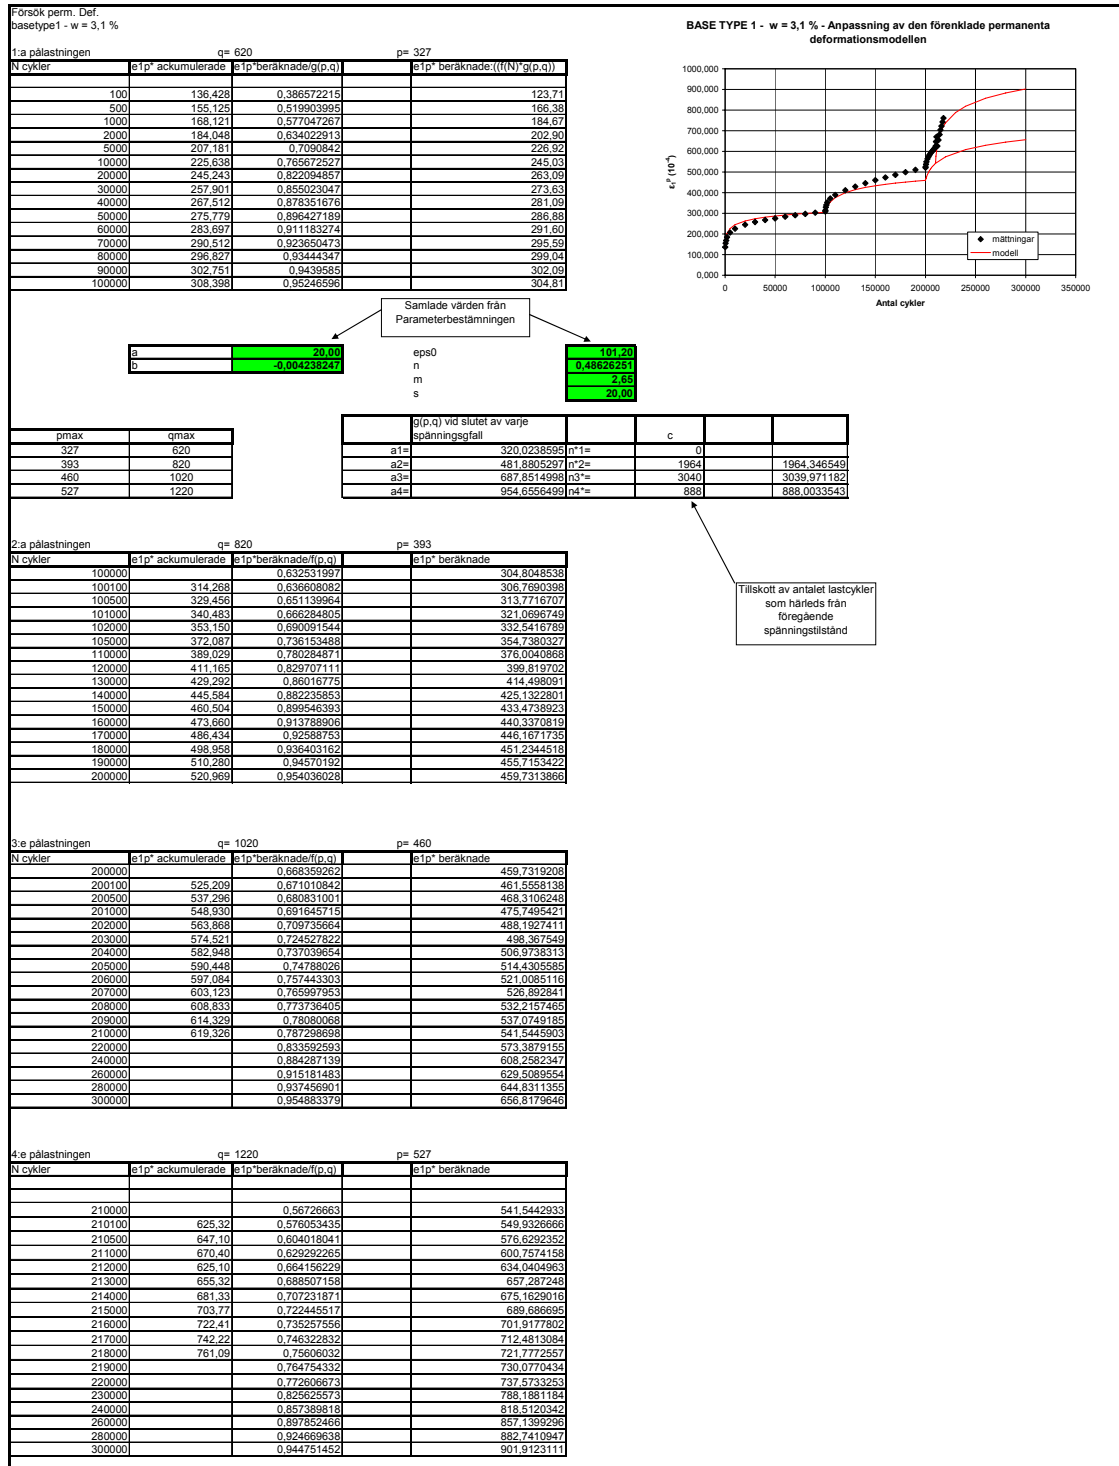 Försök perm. Def.
basetype1 - w = 3,1 %
1:a pålastningen q= 620 p= 327
N cykler e1p* ackumulerade e1p*beräknade/g(p,q) e1p* beräknade:((f(N)*g(p,q))
100 136,428 0,386572215 123,71
500 155,125 0,519903995 166,38
1000 168,121 0,577047267 184,67
2000 184,048 0,634022913 202,90
5000 207,181 0,7090842 226,92
10000 225,638 0,765672527 245,03
20000 245,243 0,822094857 263,09
30000 257,901 0,855023047 273,63
40000 267,512 0,878351676 281,09
50000 275,779 0,896427189 286,88
60000 283,697 0,911183274 291,60
70000 290,512 0,923650473 295,59
80000 296,827 0,93444347 299,04
90000 302,751 0,9439585 302,09
100000 308,398 0,95246596 304,81
BASE TYPE 1 - w = 3,1 % - Anpassning av den förenklade permanenta
deformationsmodellen
1000,000
900,000
800,000
700,000
600,000
500,000
400,000
300,000
200,000
100,000
0,000
ε₁ᵖ (10⁻⁴)
0 50000 100000 150000 200000 250000 300000 350000
Antal cykler
mättningar
modell
Samlade värden från
Parameterbestämningen
a 20,00 eps0 101,20
b -0,004238247 n 0,48626251
m 2,65
s 20,00
g(p,q) vid slutet av varje
pmax qmax spänningsgfall c
327 620 a1= 320,0238595 n*1= 0
393 820 a2= 481,8805297 n*2= 1964 1964,346549
460 1020 a3= 687,8514998 n3*= 3040 3039,971182
527 1220 a4= 954,6556499 n4*= 888 888,0033543
Tillskott av antalet lastcykler
som härleds från
föregående
spänningstilstånd
2:a pålastningen q= 820 p= 393
N cykler e1p* ackumulerade e1p*beräknade/f(p,q) e1p* beräknade
100000 0,632531997 304,8048538
100100 314,268 0,636608082 306,7690398
100500 329,456 0,651139964 313,7716707
101000 340,483 0,666284805 321,0696749
102000 353,150 0,690091544 332,5416789
105000 372,087 0,736153488 354,7380327
110000 389,029 0,780284871 376,0040868
120000 411,165 0,829707111 399,819702
130000 429,292 0,86016775 414,498091
140000 445,584 0,882235853 425,1322801
150000 460,504 0,899546393 433,4738923
160000 473,660 0,913788906 440,3370819
170000 486,434 0,92588753 446,1671735
180000 498,958 0,936403162 451,2344518
190000 510,280 0,94570192 455,7153422
200000 520,969 0,954036028 459,7313866
3:e pålastningen q= 1020 p= 460
N cykler e1p* ackumulerade e1p*beräknade/f(p,q) e1p* beräknade
200000 0,668359262 459,7319208
200100 525,209 0,671010842 461,5558138
200500 537,296 0,680831001 468,3106248
201000 548,930 0,691645715 475,7495421
202000 563,868 0,709735664 488,1927411
203000 574,521 0,724527822 498,367549
204000 582,948 0,737039654 506,9738313
205000 590,448 0,74788026 514,4305585
206000 597,084 0,757443303 521,0085116
207000 603,123 0,765997953 526,892841
208000 608,833 0,773736405 532,2157465
209000 614,329 0,78080068 537,0749185
210000 619,326 0,787298698 541,5445903
220000 0,833592593 573,3879155
240000 0,884287139 608,2582347
260000 0,915181483 629,5089554
280000 0,937456901 644,8311355
300000 0,954883379 656,8179646
4:e pålastningen q= 1220 p= 527
N cykler e1p* ackumulerade e1p*beräknade/f(p,q) e1p* beräknade
210000 0,56726663 541,5442933
210100 625,32 0,576053435 549,9326666
210500 647,10 0,604018041 576,6292352
211000 670,40 0,629292265 600,7574158
212000 625,10 0,664156229 634,0404963
213000 655,32 0,688507158 657,287248
214000 681,33 0,707231871 675,1629016
215000 703,77 0,722445517 689,686695
216000 722,41 0,735257556 701,9177802
217000 742,22 0,746322832 712,4813084
218000 761,09 0,75606032 721,7772557
219000 0,764754332 730,0770434
220000 0,772606673 737,5733253
230000 0,825625573 788,1881184
240000 0,857389818 818,5120342
260000 0,897852466 857,1399296
280000 0,924669638 882,7410947
300000 0,944751452 901,9123111